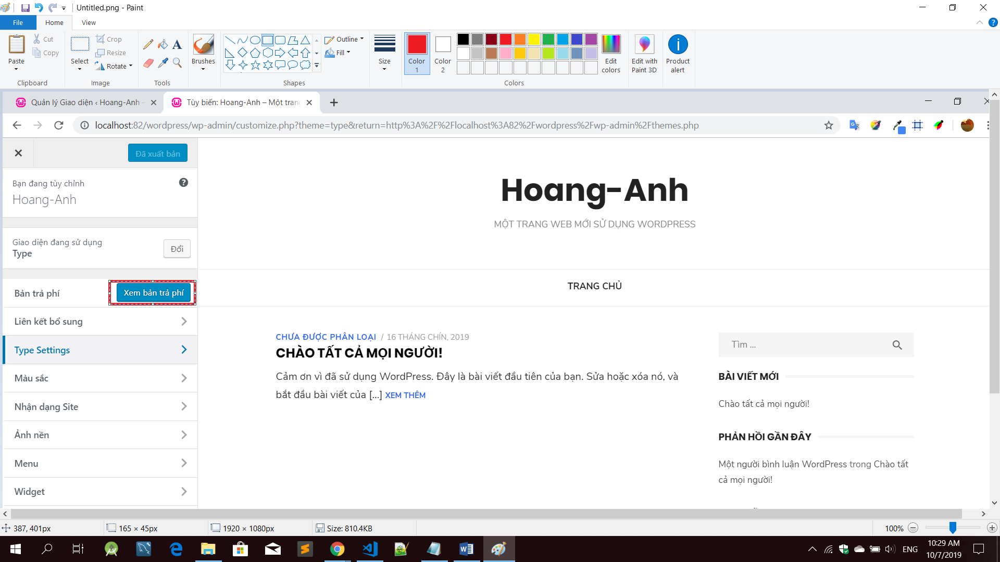 Untitled.png - Paint
File
Home
View
Paste
Cut
Copy
Clipboard
Select
Crop
Resize
Rotate
Image
Tools
Brushes
Outline
Fill
Shapes
Size
Color 1
Color 2
Edit colors
Colors
Edit with Paint 3D
Product alert
Quản lý Giao diện ‹ Hoang-Anh -
Tùy biến: Hoang-Anh – Một tran
localhost:82/wordpress/wp-admin/customize.php?theme=type&return=http%3A%2F%2Flocalhost%3A82%2Fwordpress%2Fwp-admin%2Fthemes.php
Đã xuất bản
Bạn đang tùy chỉnh
Hoang-Anh
Giao diện đang sử dụng
Type
Đổi
Bản trả phí
Xem bản trả phí
Liên kết bổ sung
Type Settings
Màu sắc
Nhận dạng Site
Ảnh nền
Menu
Widget
Hoang-Anh
MỘT TRANG WEB MỚI SỬ DỤNG WORDPRESS
TRANG CHỦ
CHƯA ĐƯỢC PHÂN LOẠI / 16 THÁNG CHÍN, 2019
CHÀO TẤT CẢ MỌI NGƯỜI!
Cảm ơn vì đã sử dụng WordPress. Đây là bài viết đầu tiên của bạn. Sửa hoặc xóa nó, và
bắt đầu bài viết của [...] XEM THÊM
Tìm ...
BÀI VIẾT MỚI
Chào tất cả mọi người!
PHẢN HỒI GẦN ĐÂY
Một người bình luận WordPress trong Chào tất
cả mọi người!
387, 401px
165 × 45px
1920 × 1080px
Size: 810.4KB
100%
ENG
10:29 AM
10/7/2019